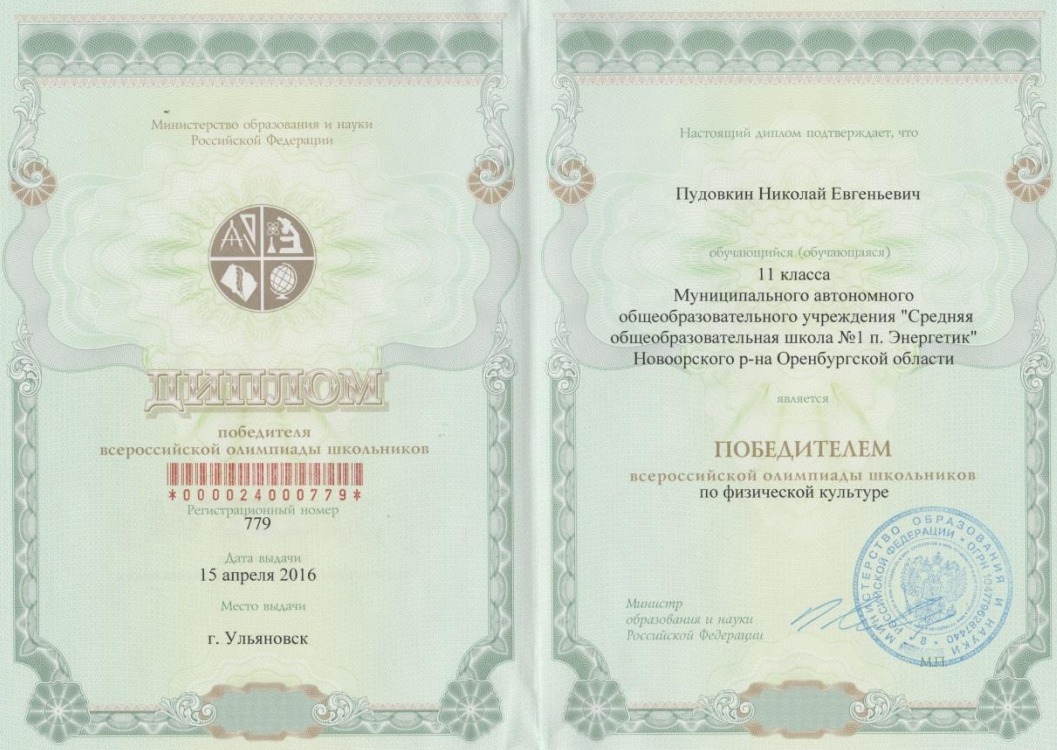 Министерство образования и науки
Российской Федерации
ДИПЛОМ
победителя
всероссийской олимпиады школьников
*0000024000779*
Регистрационный номер
779
Дата выдачи
15 апреля 2016
Место выдачи
г. Ульяновск
Настоящий диплом подтверждает, что
Пудовкин Николай Евгеньевич
обучающийся (обучающаяся)
11 класса
Муниципального автономного
общеобразовательного учреждения "Средняя
общеобразовательная школа №1 п. Энергетик"
Новоорского р-на Оренбургской области
является
ПОБЕДИТЕЛЕМ
всероссийской олимпиады школьников
по физической культуре
Министр
образования и науки
Российской Федерации
МИНИСТЕРСТВО ОБРАЗОВАНИЯ И НАУКИ
РОССИЙСКОЙ ФЕДЕРАЦИИ • ОГРН 1047796287440
М.П.